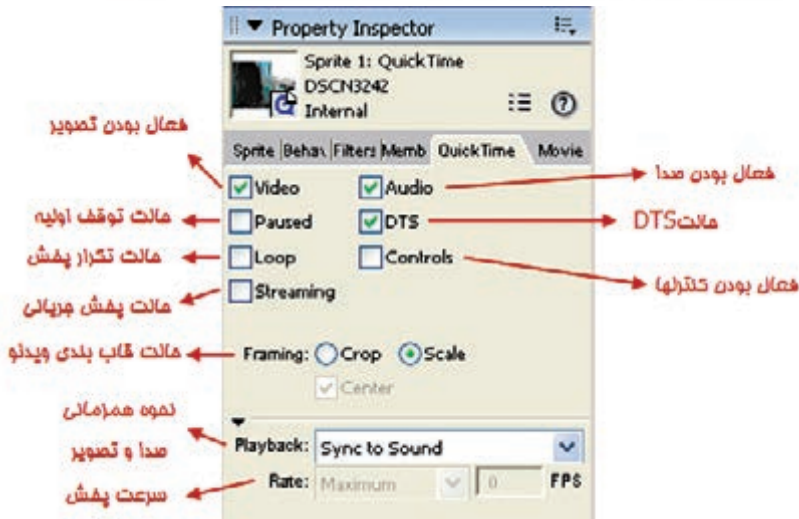 Property Inspector
Sprite 1: QuickTime
DSCN3242
Internal
Sprite Behav Filters Memb QuickTime Movie
فعال بودن تصویر
Video
Audio
فعال بودن صدا
حالت توقف اولیه
Paused
DTS
حالت DTS
حالت تکرار پخش
Loop
Controls
فعال بودن کنترلها
حالت پخش جریانی
Streaming
حالت قاب بندی ویدئو
Framing: Crop Scale
Center
نحوه همزمانی
صدا و تصویر
Playback: Sync to Sound
سرعت پخش
Rate: Maximum 0 FPS